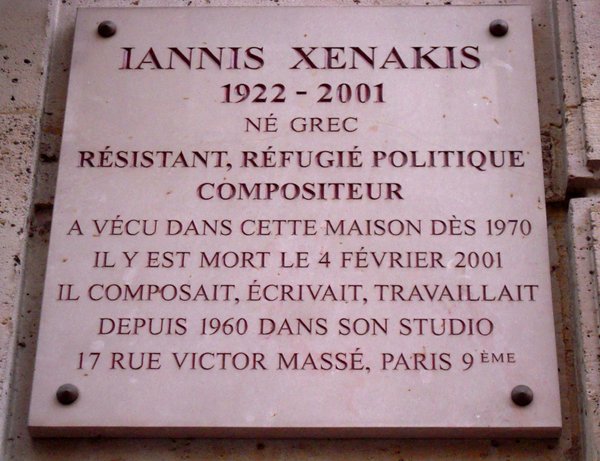 IANNIS XENAKIS
1922 - 2001
NÉ GREC
RÉSISTANT, RÉFUGIÉ POLITIQUE
COMPOSITEUR
A VÉCU DANS CETTE MAISON DÈS 1970
IL Y EST MORT LE 4 FÉVRIER 2001
IL COMPOSAIT, ÉCRIVAIT, TRAVAILLAIT
DEPUIS 1960 DANS SON STUDIO
17 RUE VICTOR MASSÉ, PARIS 9ÈME